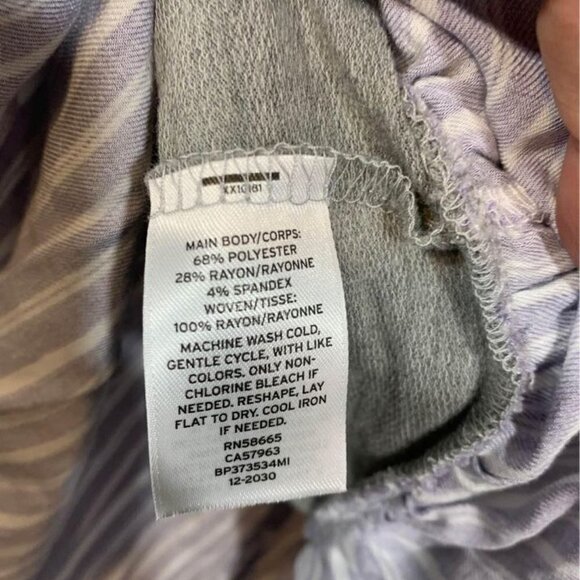 MAIN BODY/CORPS:
68% POLYESTER
28% RAYON/RAYONNE
4% SPANDEX
WOVEN/TISSE:
100% RAYON/RAYONNE
MACHINE WASH COLD,
GENTLE CYCLE, WITH LIKE
COLORS. ONLY NON-
CHLORINE BLEACH IF
NEEDED. RESHAPE, LAY
FLAT TO DRY. COOL IRON
IF NEEDED.
RN58665
CA57963
BP373534MI
12-2030